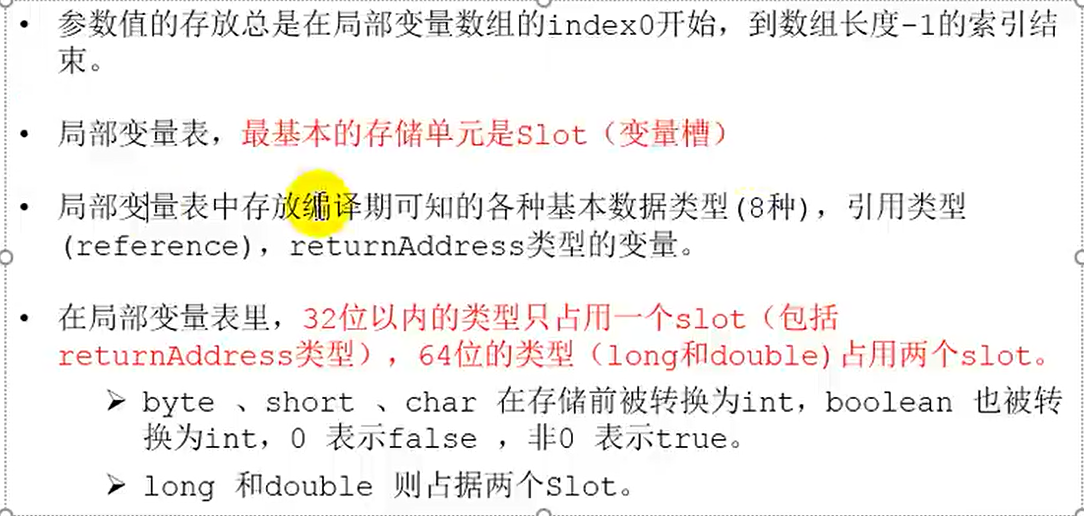 • 参数值的存放总是在局部变量数组的index0开始，到数组长度-1的索引结
束。
• 局部变量表，最基本的存储单元是Slot（变量槽）
• 局部变量表中存放编译期可知的各种基本数据类型(8种)，引用类型
(reference)，returnAddress类型的变量。
• 在局部变量表里，32位以内的类型只占用一个slot（包括
returnAddress类型），64位的类型（long和double)占用两个slot。
➢ byte 、short 、char 在存储前被转换为int，boolean 也被转
换为int，0 表示false ，非0 表示true。
➢ long 和double 则占据两个Slot。